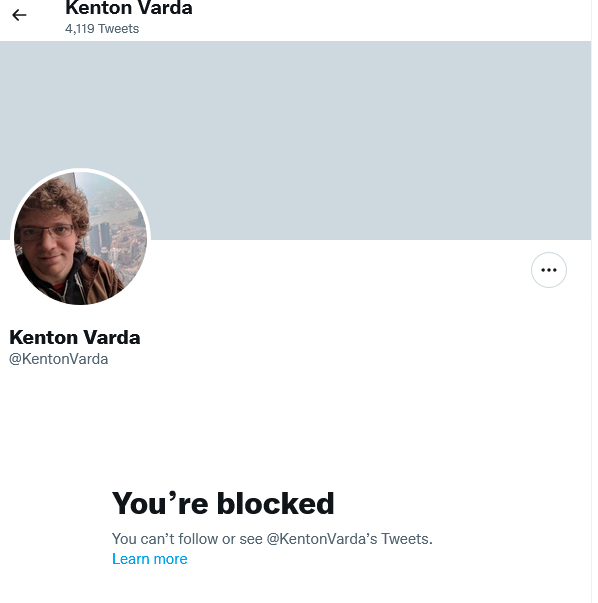 Kenton Varda
4,119 Tweets
Kenton Varda
@KentonVarda
You’re blocked
You can’t follow or see @KentonVarda’s Tweets.
Learn more